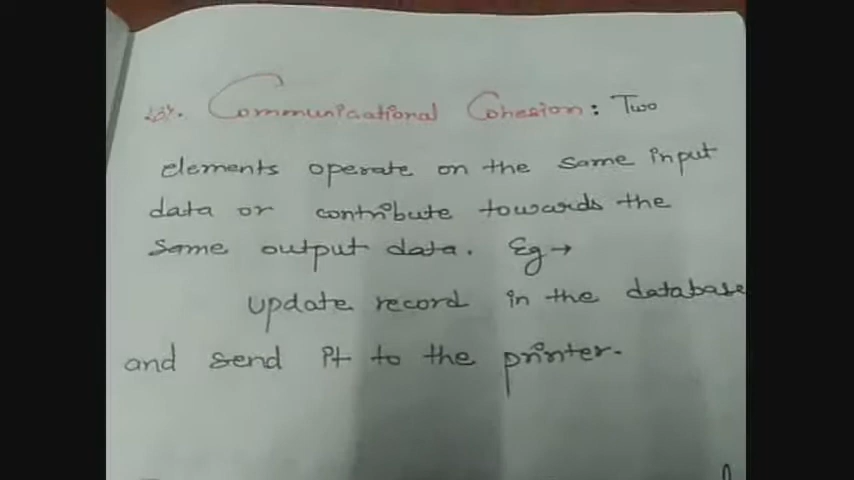 Communicational Cohesion: Two
elements operate on the same input
data or contribute towards the
same output data. Eg →
update record in the database
and send it to the printer.